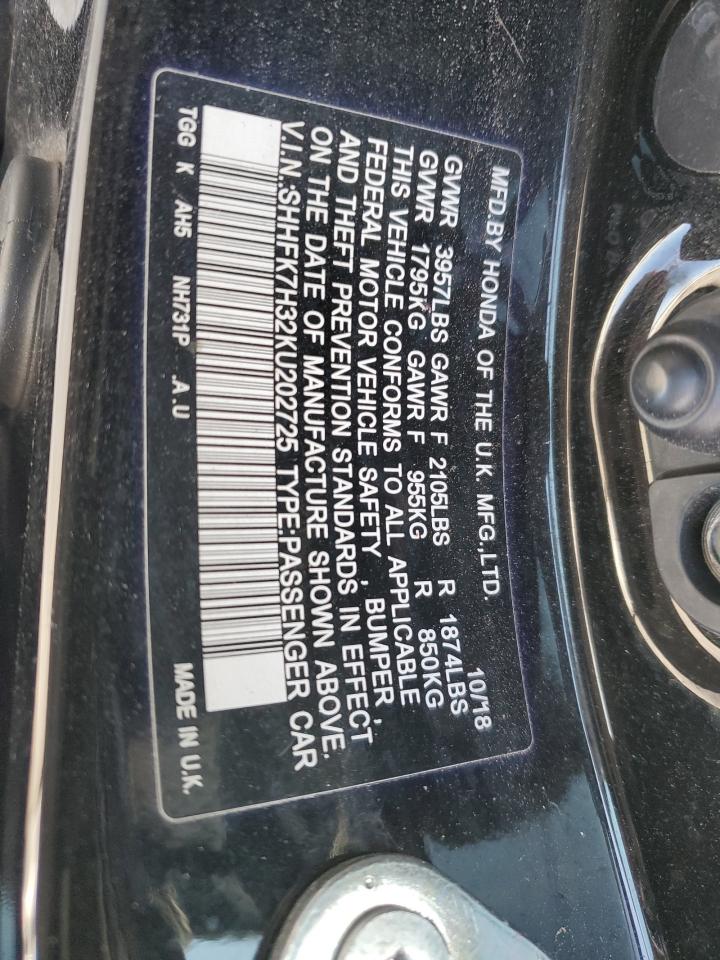 MFD.BY HONDA OF THE U.K. MFG.,LTD.
10/18
GVWR 3957LBS GAWR F 2105LBS R 1874LBS
GVWR 1795KG GAWR F 955KG R 850KG
THIS VEHICLE CONFORMS TO ALL APPLICABLE
FEDERAL MOTOR VEHICLE SAFETY , BUMPER ,
AND THEFT PREVENTION STANDARDS IN EFFECT
ON THE DATE OF MANUFACTURE SHOWN ABOVE.
V.I.N.:SHHFK7H32KU202725 TYPE:PASSENGER CAR
TGG K AH5 NH731P .A.U MADE IN U.K.